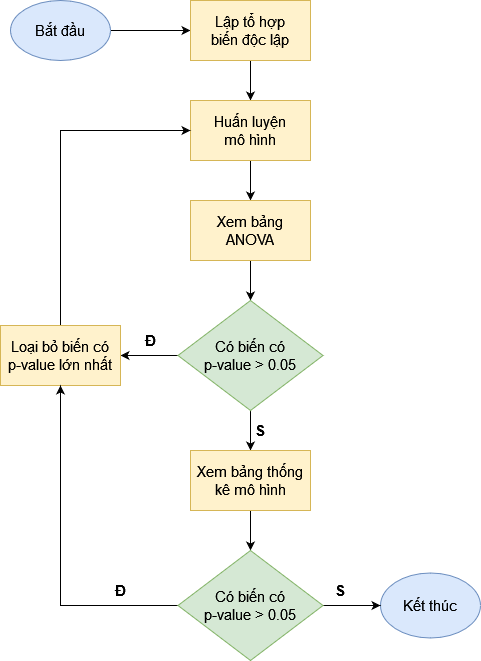 Bắt đầu
Lập tổ hợp
biến độc lập
Huấn luyện
mô hình
Xem bảng
ANOVA
Có biến có
p-value > 0.05
Đ
Loại bỏ biến có
p-value lớn nhất
S
Xem bảng thống
kê mô hình
Có biến có
p-value > 0.05
Đ
S
Kết thúc